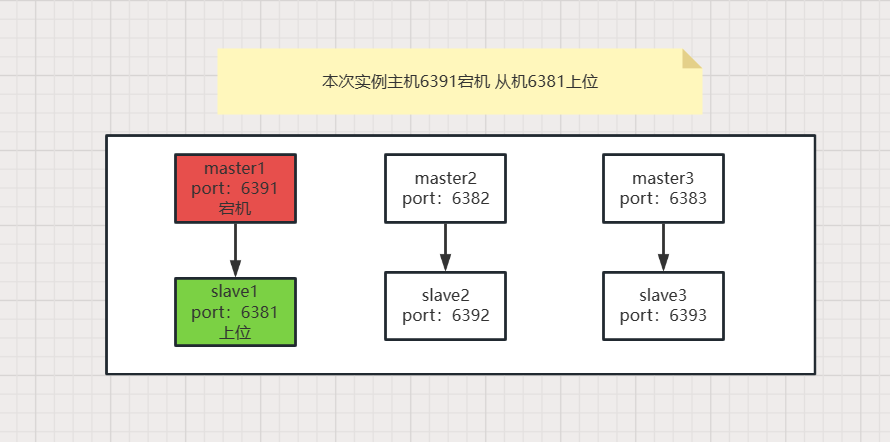 本次实例主机6391宕机 从机6381上位
master1
port：6391
宕机
master2
port：6382
master3
port：6383
slave1
port：6381
上位
slave2
port：6392
slave3
port：6393